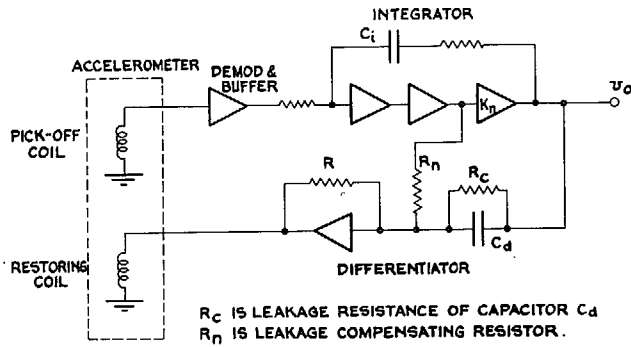 INTEGRATOR
Ci
ACCELEROMETER
DEMOD &
BUFFER
Kn
υo
PICK-OFF
COIL
R
Rn
Rc
Cd
RESTORING
COIL
DIFFERENTIATOR
Rc IS LEAKAGE RESISTANCE OF CAPACITOR Cd
Rn IS LEAKAGE COMPENSATING RESISTOR.